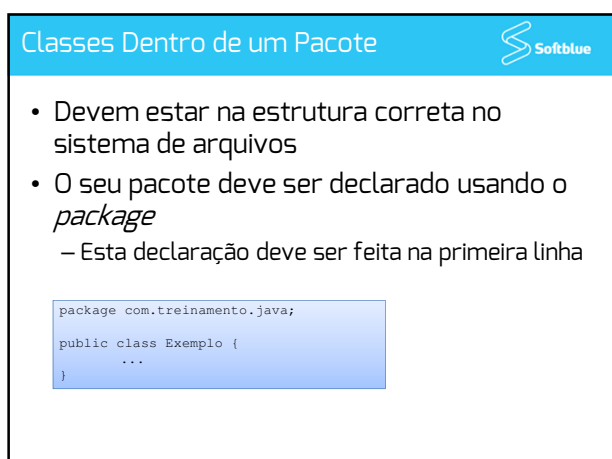 Classes Dentro de um Pacote
Softblue
• Devem estar na estrutura correta no
sistema de arquivos
• O seu pacote deve ser declarado usando o
package
– Esta declaração deve ser feita na primeira linha
package com.treinamento.java;
public class Exemplo {
...
}